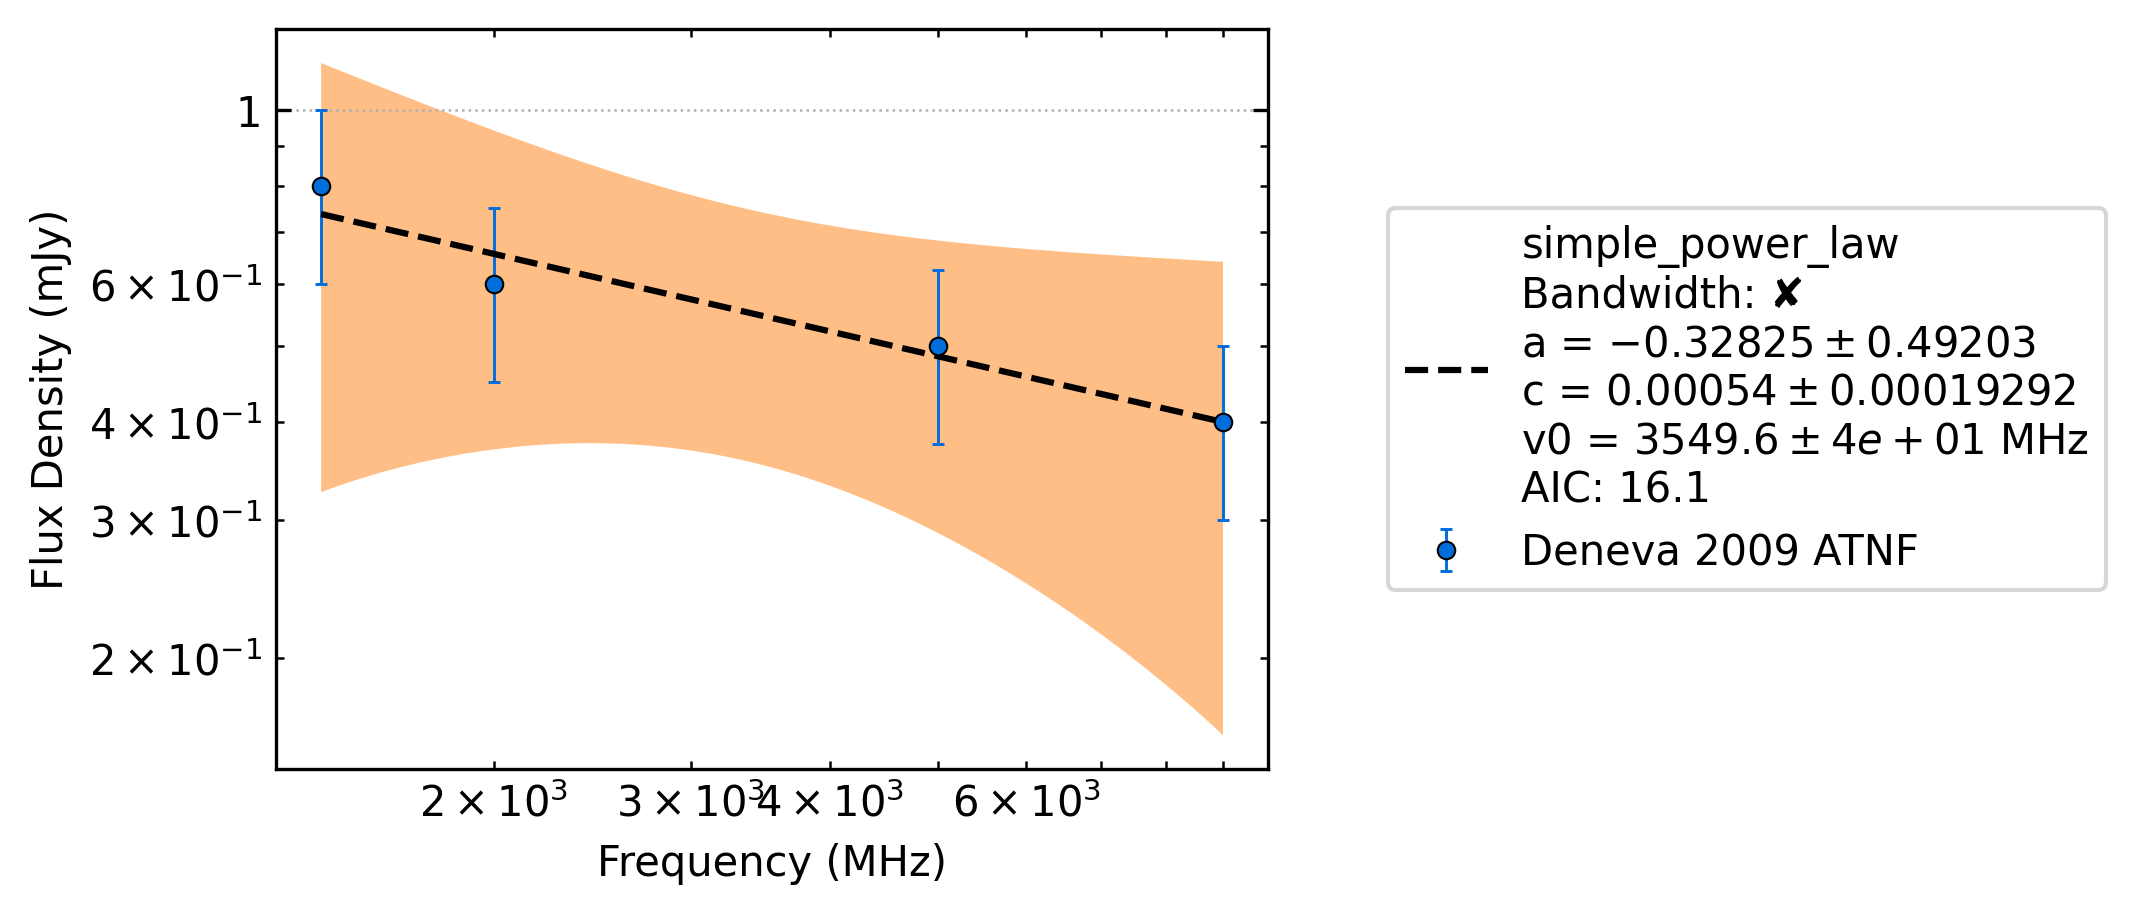 1
6 × 10⁻¹
4 × 10⁻¹
3 × 10⁻¹
2 × 10⁻¹
Flux Density (mJy)
2 × 10³ 3 × 10³ 4 × 10³ 6 × 10³
Frequency (MHz)
simple_power_law
Bandwidth: ✘
a = −0.32825 ± 0.49203
c = 0.00054 ± 0.00019292
v0 = 3549.6 ± 4e + 01 MHz
AIC: 16.1
Deneva 2009 ATNF